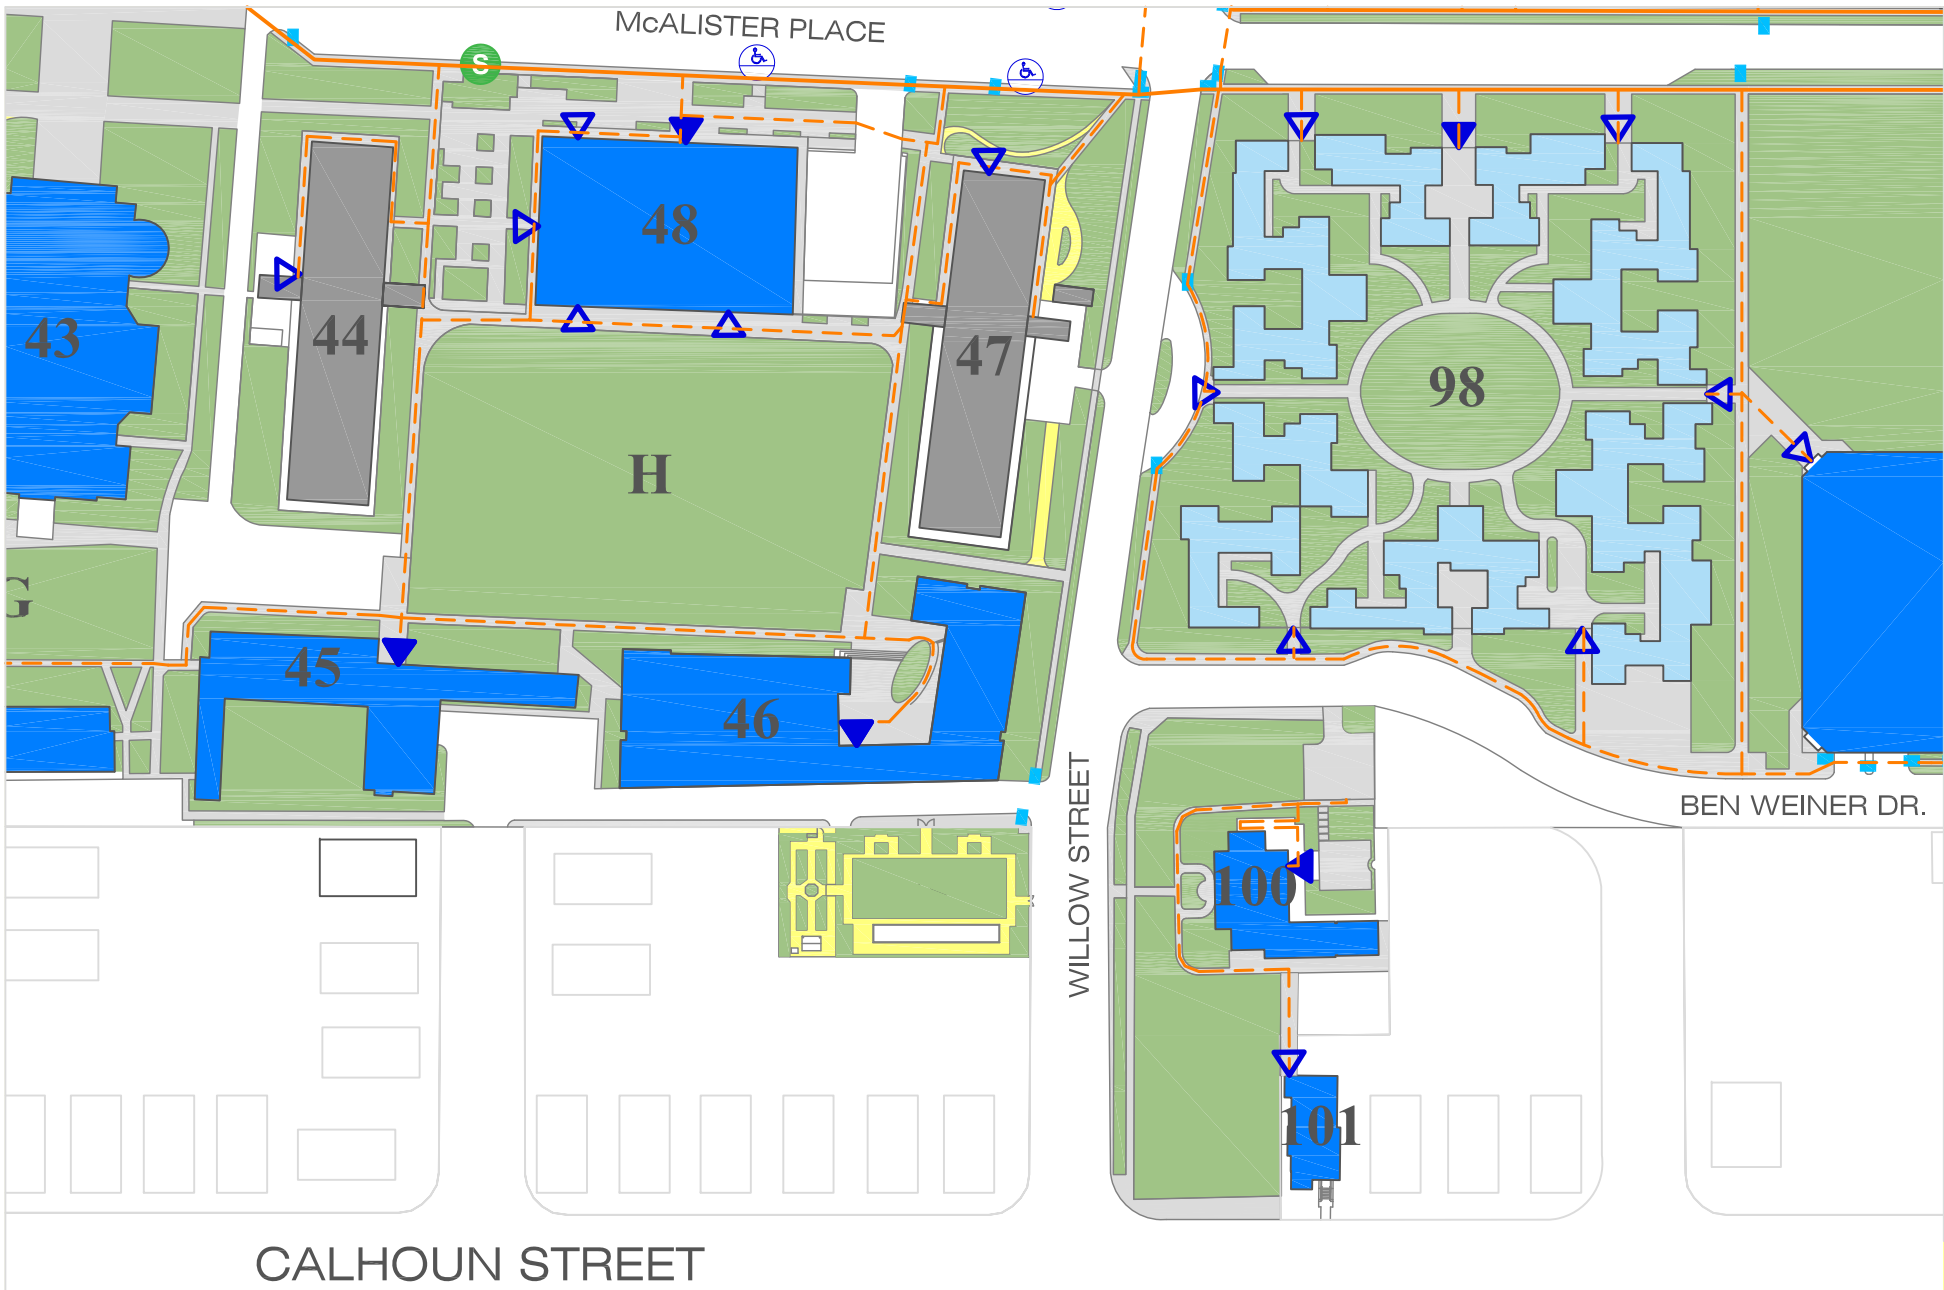 McALISTER PLACE
S
48
43
44
47
98
H
G
45
46
WILLOW STREET
BEN WEINER DR.
100
101
CALHOUN STREET